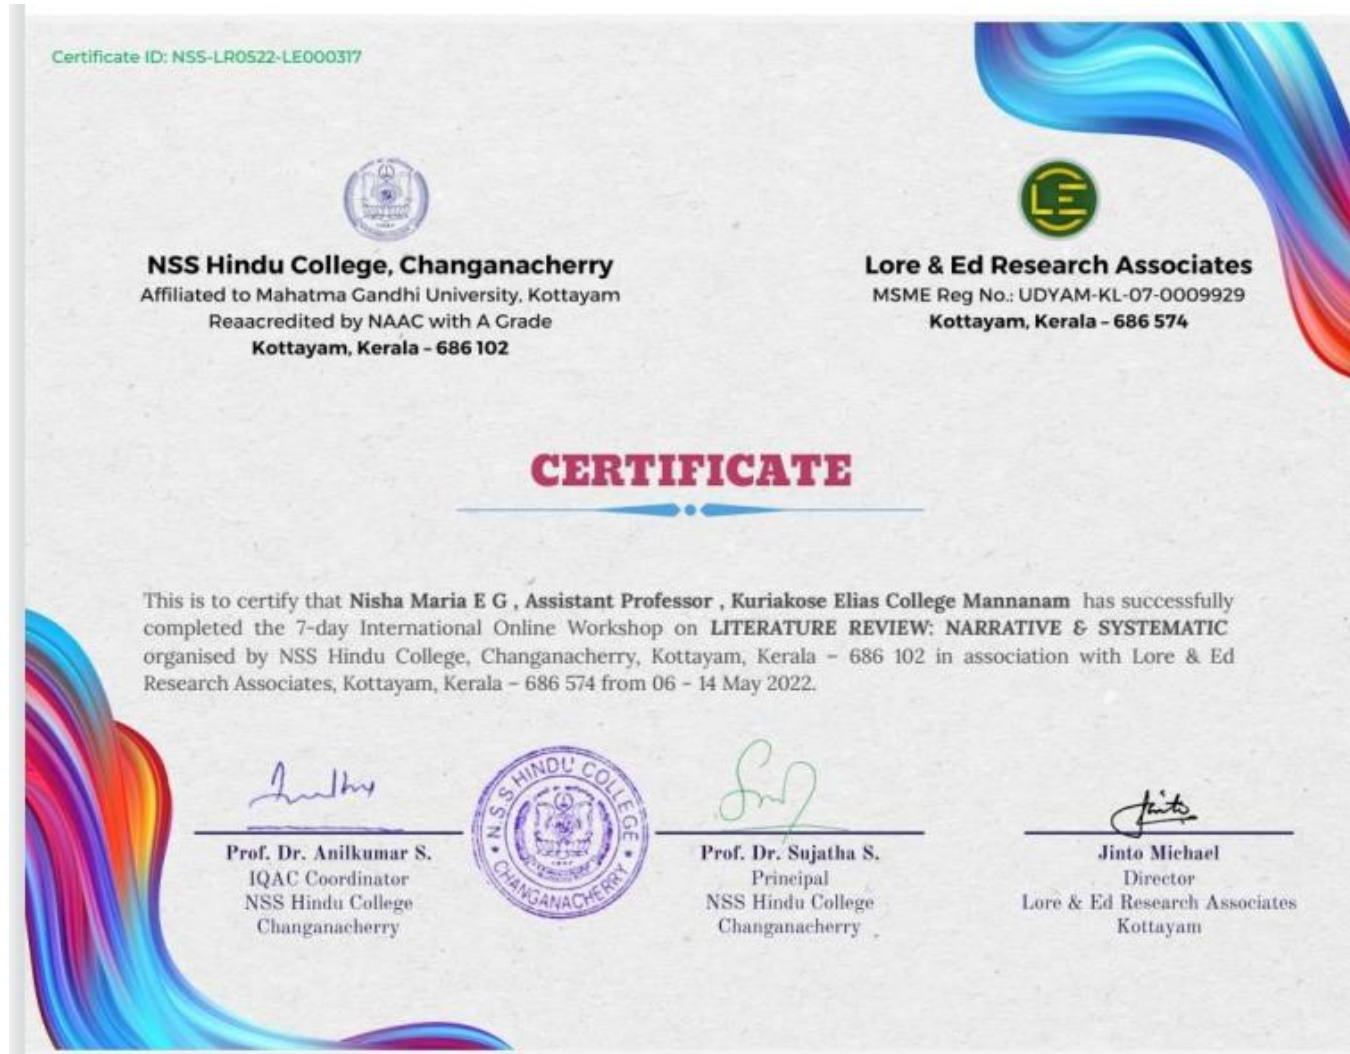 Certificate ID: NSS-LR0522-LE000317
NSS Hindu College, Changanacherry
Affiliated to Mahatma Gandhi University, Kottayam
Reaacredited by NAAC with A Grade
Kottayam, Kerala – 686 102
LE
Lore & Ed Research Associates
MSME Reg No.: UDYAM-KL-07-0009929
Kottayam, Kerala – 686 574
CERTIFICATE
This is to certify that Nisha Maria E G , Assistant Professor , Kuriakose Elias College Mannanam has successfully
completed the 7-day International Online Workshop on LITERATURE REVIEW: NARRATIVE & SYSTEMATIC
organised by NSS Hindu College, Changanacherry, Kottayam, Kerala – 686 102 in association with Lore & Ed
Research Associates, Kottayam, Kerala – 686 574 from 06 – 14 May 2022.
Prof. Dr. Anilkumar S.
IQAC Coordinator
NSS Hindu College
Changanacherry
N.S.S HINDU COLLEGE
CHANGANACHERRY
Prof. Dr. Sujatha S.
Principal
NSS Hindu College
Changanacherry
Jinto
Jinto Michael
Director
Lore & Ed Research Associates
Kottayam